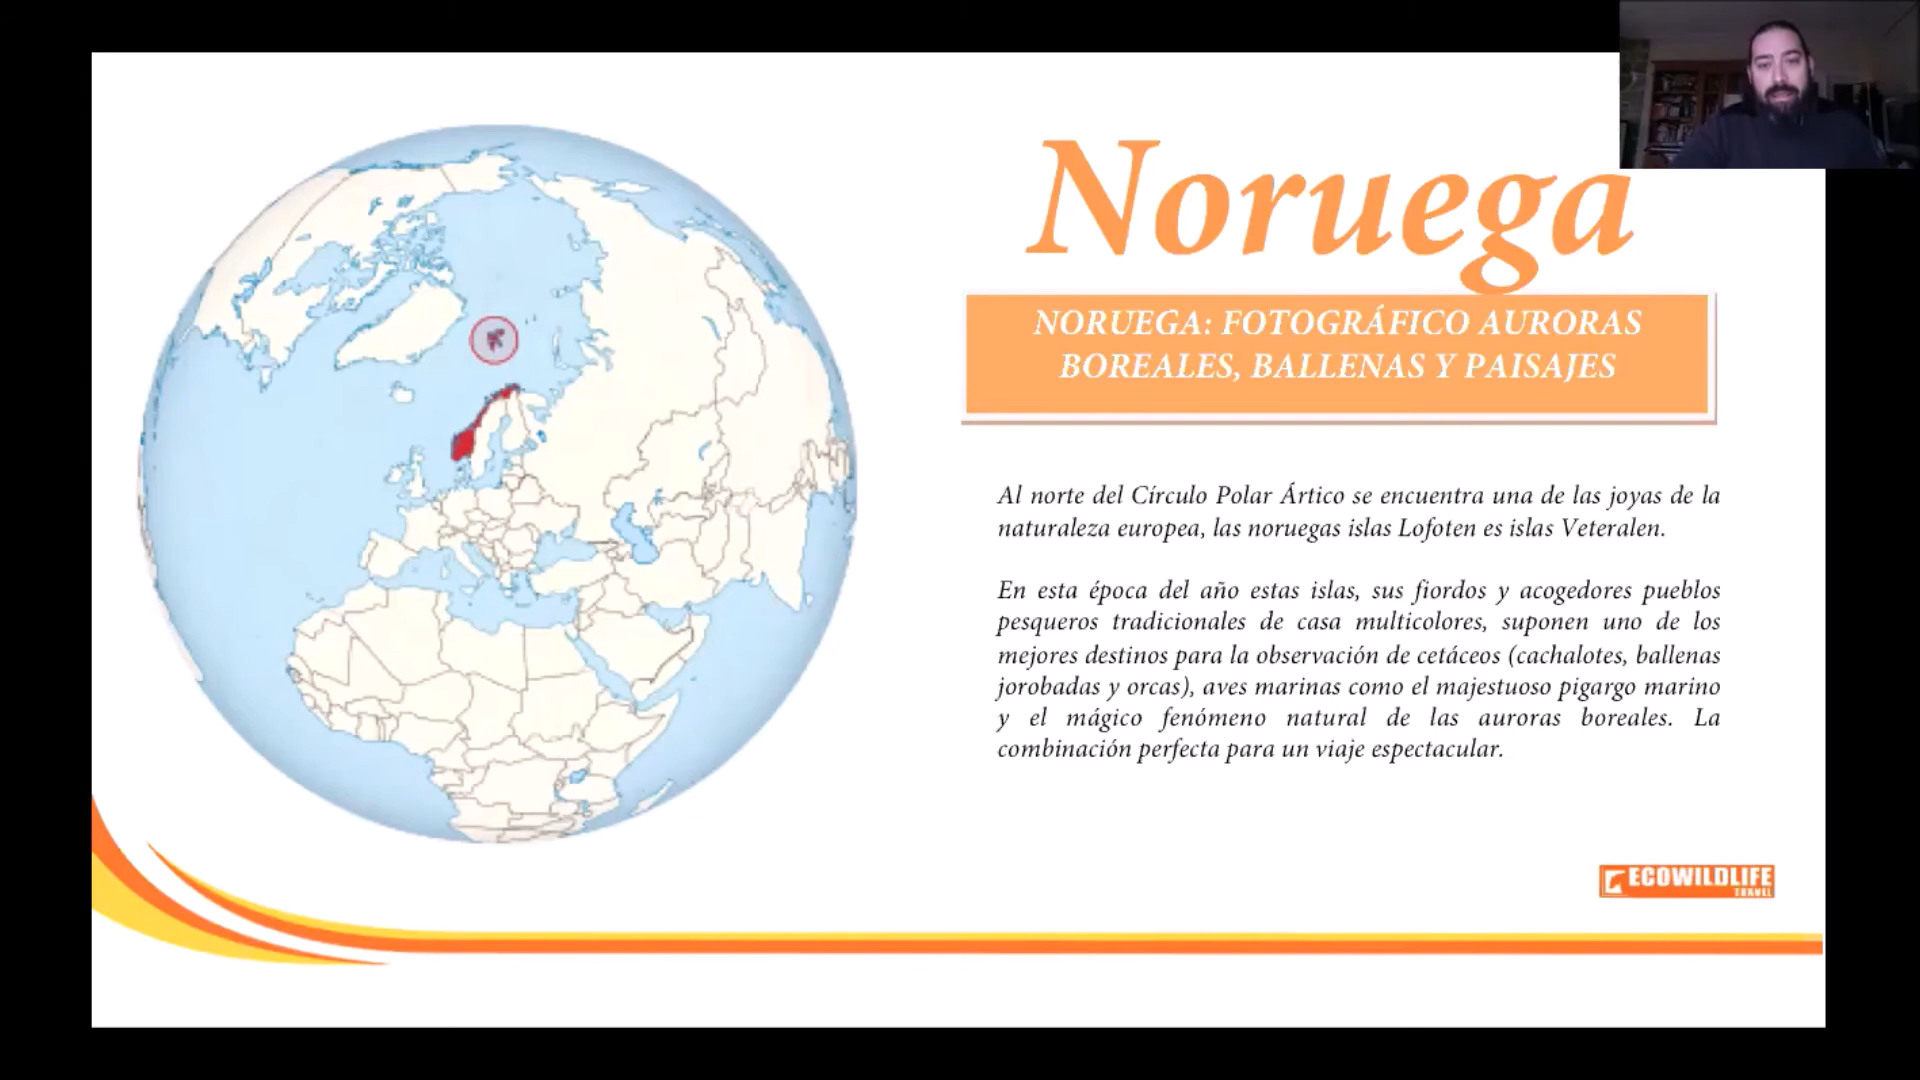 Noruega
NORUEGA: FOTOGRÁFICO AURORAS
BOREALES, BALLENAS Y PAISAJES
Al norte del Círculo Polar Ártico se encuentra una de las joyas de la
naturaleza europea, las noruegas islas Lofoten es islas Veteralen.
En esta época del año estas islas, sus fiordos y acogedores pueblos
pesqueros tradicionales de casa multicolores, suponen uno de los
mejores destinos para la observación de cetáceos (cachalotes, ballenas
jorobadas y orcas), aves marinas como el majestuoso pigargo marino
y el mágico fenómeno natural de las auroras boreales. La
combinación perfecta para un viaje espectacular.
ECOWILDLIFE
TRAVEL